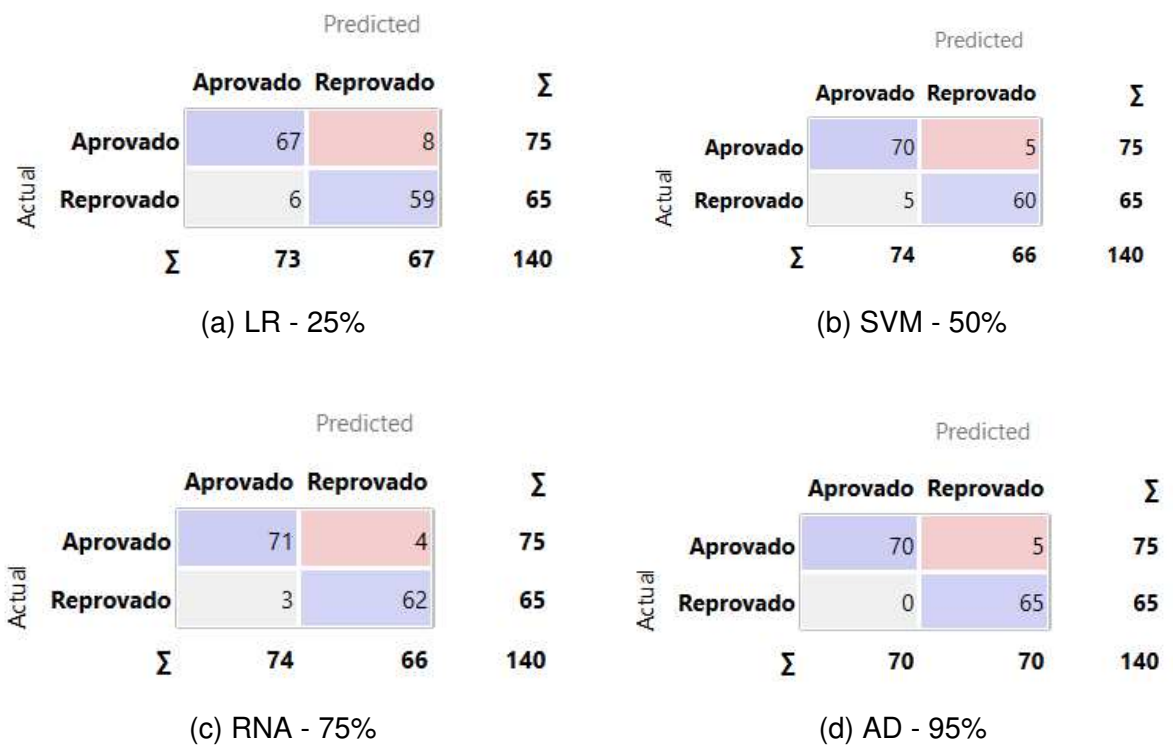 Predicted
Aprovado Reprovado Σ
Aprovado 67 8 75
Reprovado 6 59 65
Σ 73 67 140
Actual
(a) LR - 25%
Predicted
Aprovado Reprovado Σ
Aprovado 70 5 75
Reprovado 5 60 65
Σ 74 66 140
Actual
(b) SVM - 50%
Predicted
Aprovado Reprovado Σ
Aprovado 71 4 75
Reprovado 3 62 65
Σ 74 66 140
Actual
(c) RNA - 75%
Predicted
Aprovado Reprovado Σ
Aprovado 70 5 75
Reprovado 0 65 65
Σ 70 70 140
Actual
(d) AD - 95%